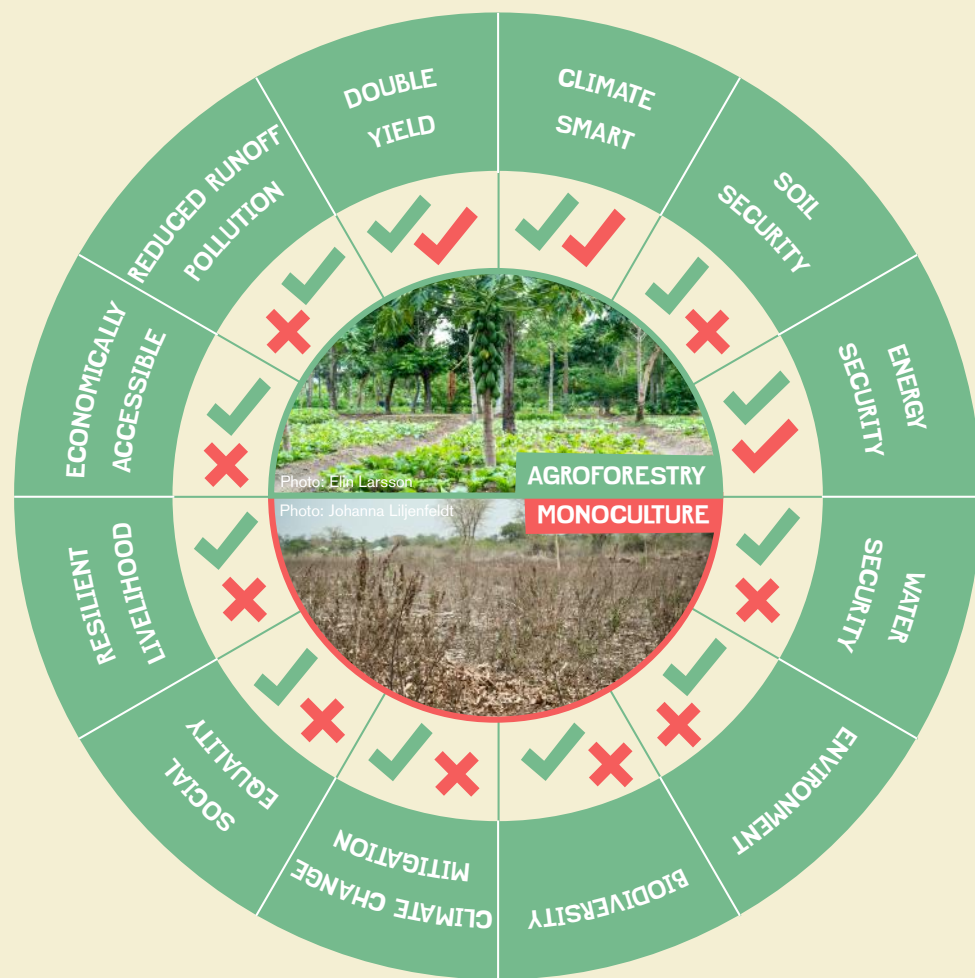 CLIMATE
SMART
SOIL
SECURITY
ENERGY
SECURITY
WATER
SECURITY
ENVIRONMENT
BIODIVERSITY
CLIMATE CHANGE
MITIGATION
SOCIAL
EQUALITY
RESILIENT
LIVELIHOOD
ECONOMICALLY
ACCESSIBLE
REDUCED RUNOFF
POLLUTION
DOUBLE
YIELD
Photo: Elin Larsson
AGROFORESTRY
Photo: Johanna Liljenfeldt
MONOCULTURE